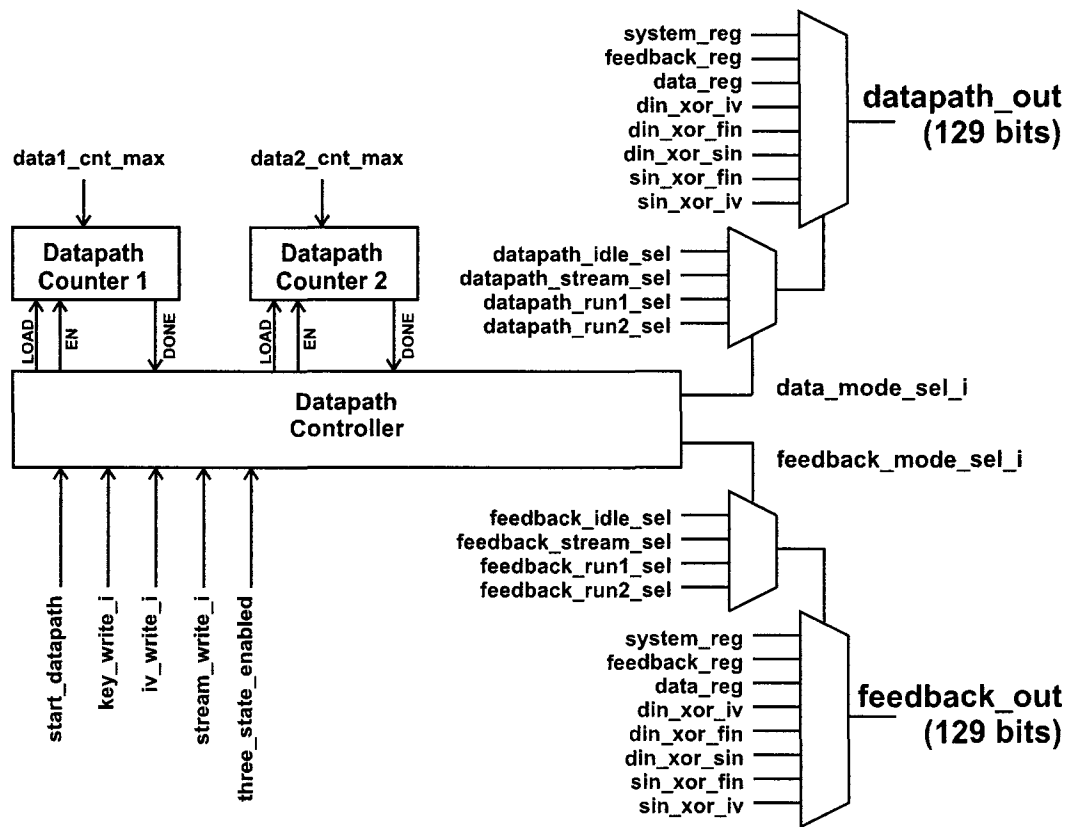 system_reg
feedback_reg
data_reg
din_xor_iv
din_xor_fin
din_xor_sin
sin_xor_fin
sin_xor_iv
datapath_out
(129 bits)
data1_cnt_max
data2_cnt_max
Datapath
Counter 1
Datapath
Counter 2
datapath_idle_sel
datapath_stream_sel
datapath_run1_sel
datapath_run2_sel
LOAD
EN
DONE
LOAD
EN
DONE
Datapath
Controller
data_mode_sel_i
feedback_mode_sel_i
feedback_idle_sel
feedback_stream_sel
feedback_run1_sel
feedback_run2_sel
start_datapath
key_write_i
iv_write_i
stream_write_i
three_state_enabled
system_reg
feedback_reg
data_reg
din_xor_iv
din_xor_fin
din_xor_sin
sin_xor_fin
sin_xor_iv
feedback_out
(129 bits)